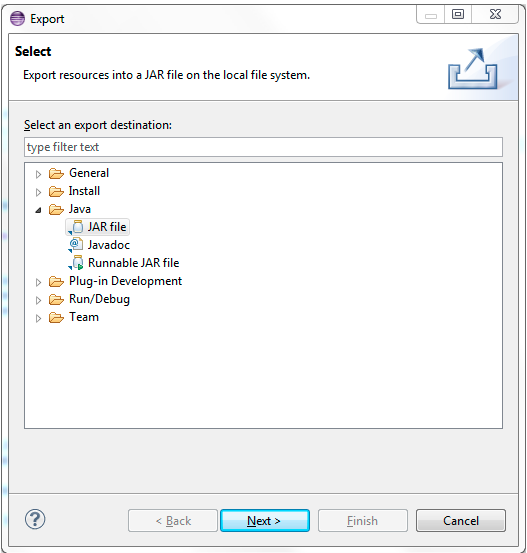 Export
Select
Export resources into a JAR file on the local file system.
Select an export destination:
type filter text
General
Install
Java
JAR file
Javadoc
Runnable JAR file
Plug-in Development
Run/Debug
Team
< Back Next > Finish Cancel